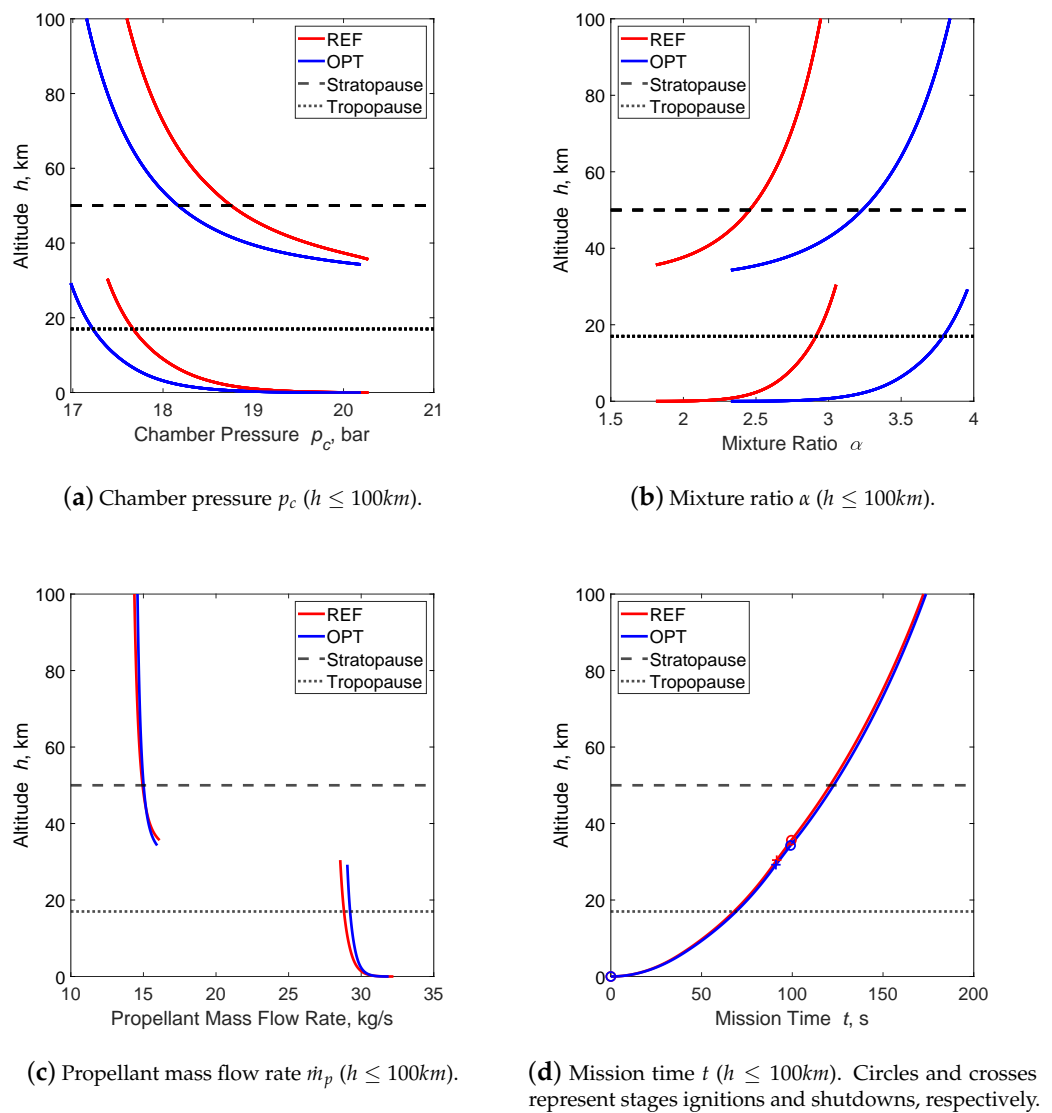 100
80
60
40
20
0
Altitude h, km
17
18
19
20
21
Chamber Pressure p_c, bar
REF
OPT
Stratopause
Tropopause
(a) Chamber pressure p_c (h ≤ 100km).
100
80
60
40
20
0
Altitude h, km
1.5
2
2.5
3
3.5
4
Mixture Ratio α
REF
OPT
Stratopause
Tropopause
(b) Mixture ratio α (h ≤ 100km).
100
80
60
40
20
0
Altitude h, km
10
15
20
25
30
35
Propellant Mass Flow Rate, kg/s
REF
OPT
Stratopause
Tropopause
(c) Propellant mass flow rate ṁ_p (h ≤ 100km).
100
80
60
40
20
0
Altitude h, km
0
50
100
150
200
Mission Time t, s
REF
OPT
Stratopause
Tropopause
(d) Mission time t (h ≤ 100km). Circles and crosses
represent stages ignitions and shutdowns, respectively.